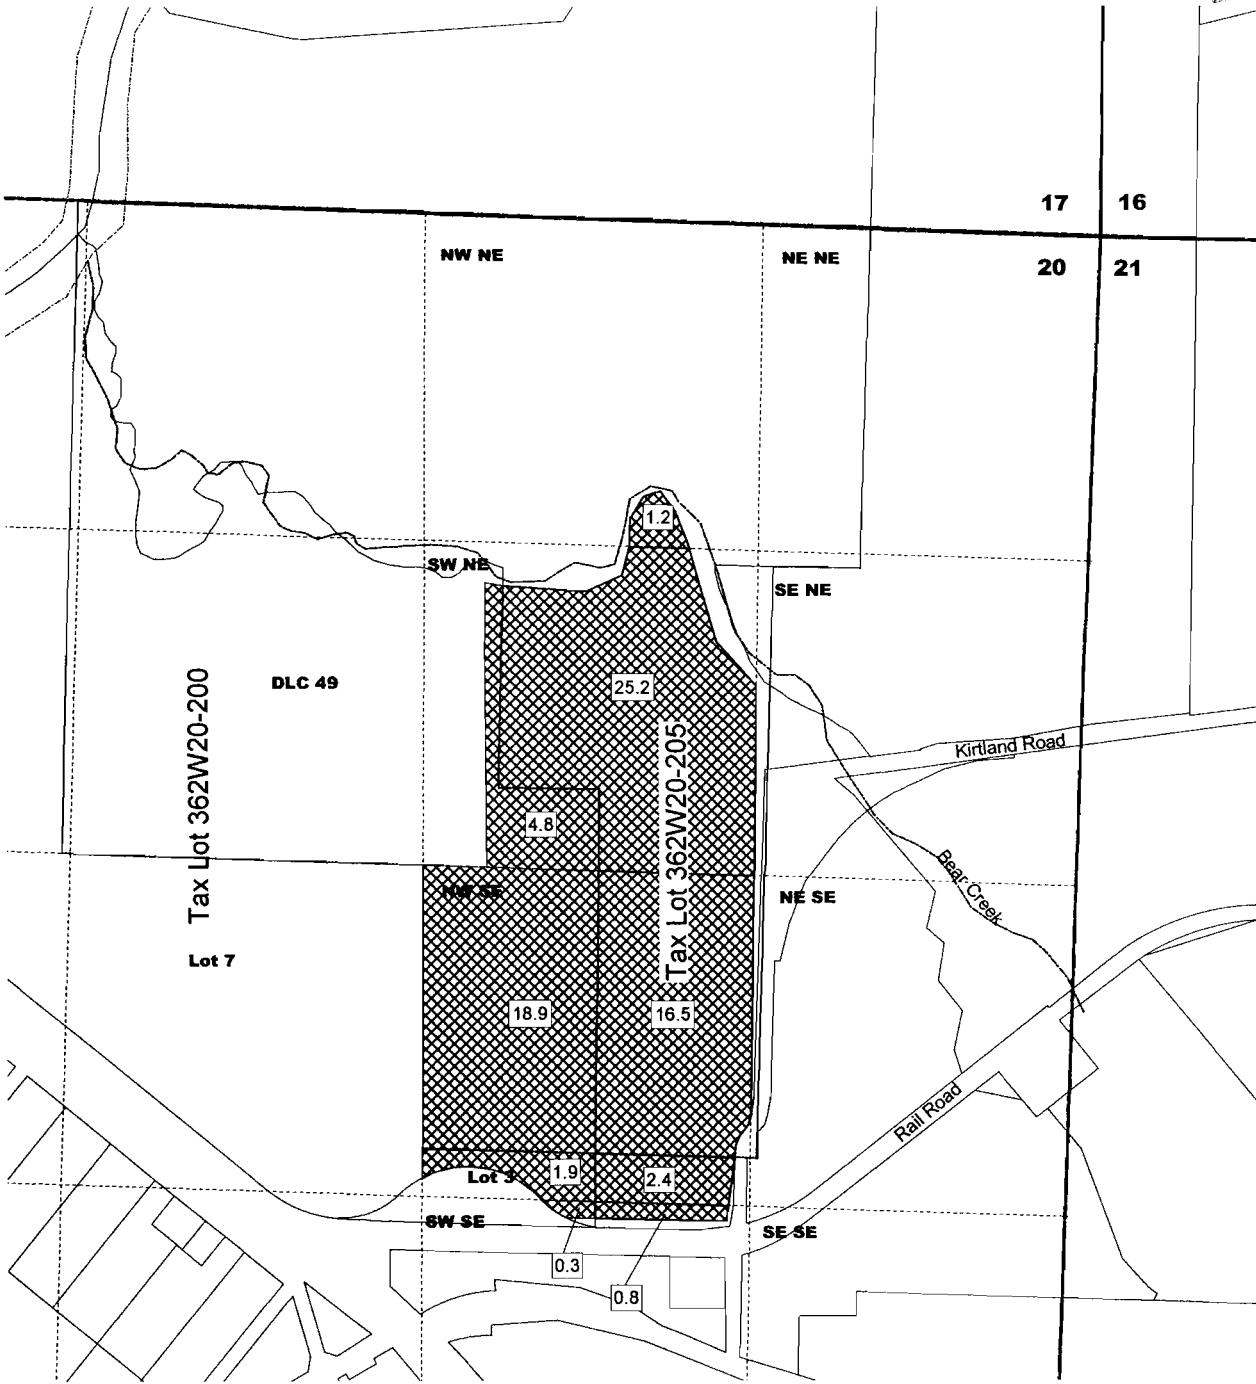 17 16
NW NE
NE NE
20 21
1.2
SW NE
SE NE
DLC 49
25.2
Tax Lot 362W20-200
Tax Lot 362W20-205
Kirtland Road
4.8
Bear Creek
NW SE
NE SE
Lot 7
18.9
16.5
Rail Road
Lot 3
1.9
2.4
SW SE
SE SE
0.3
0.8